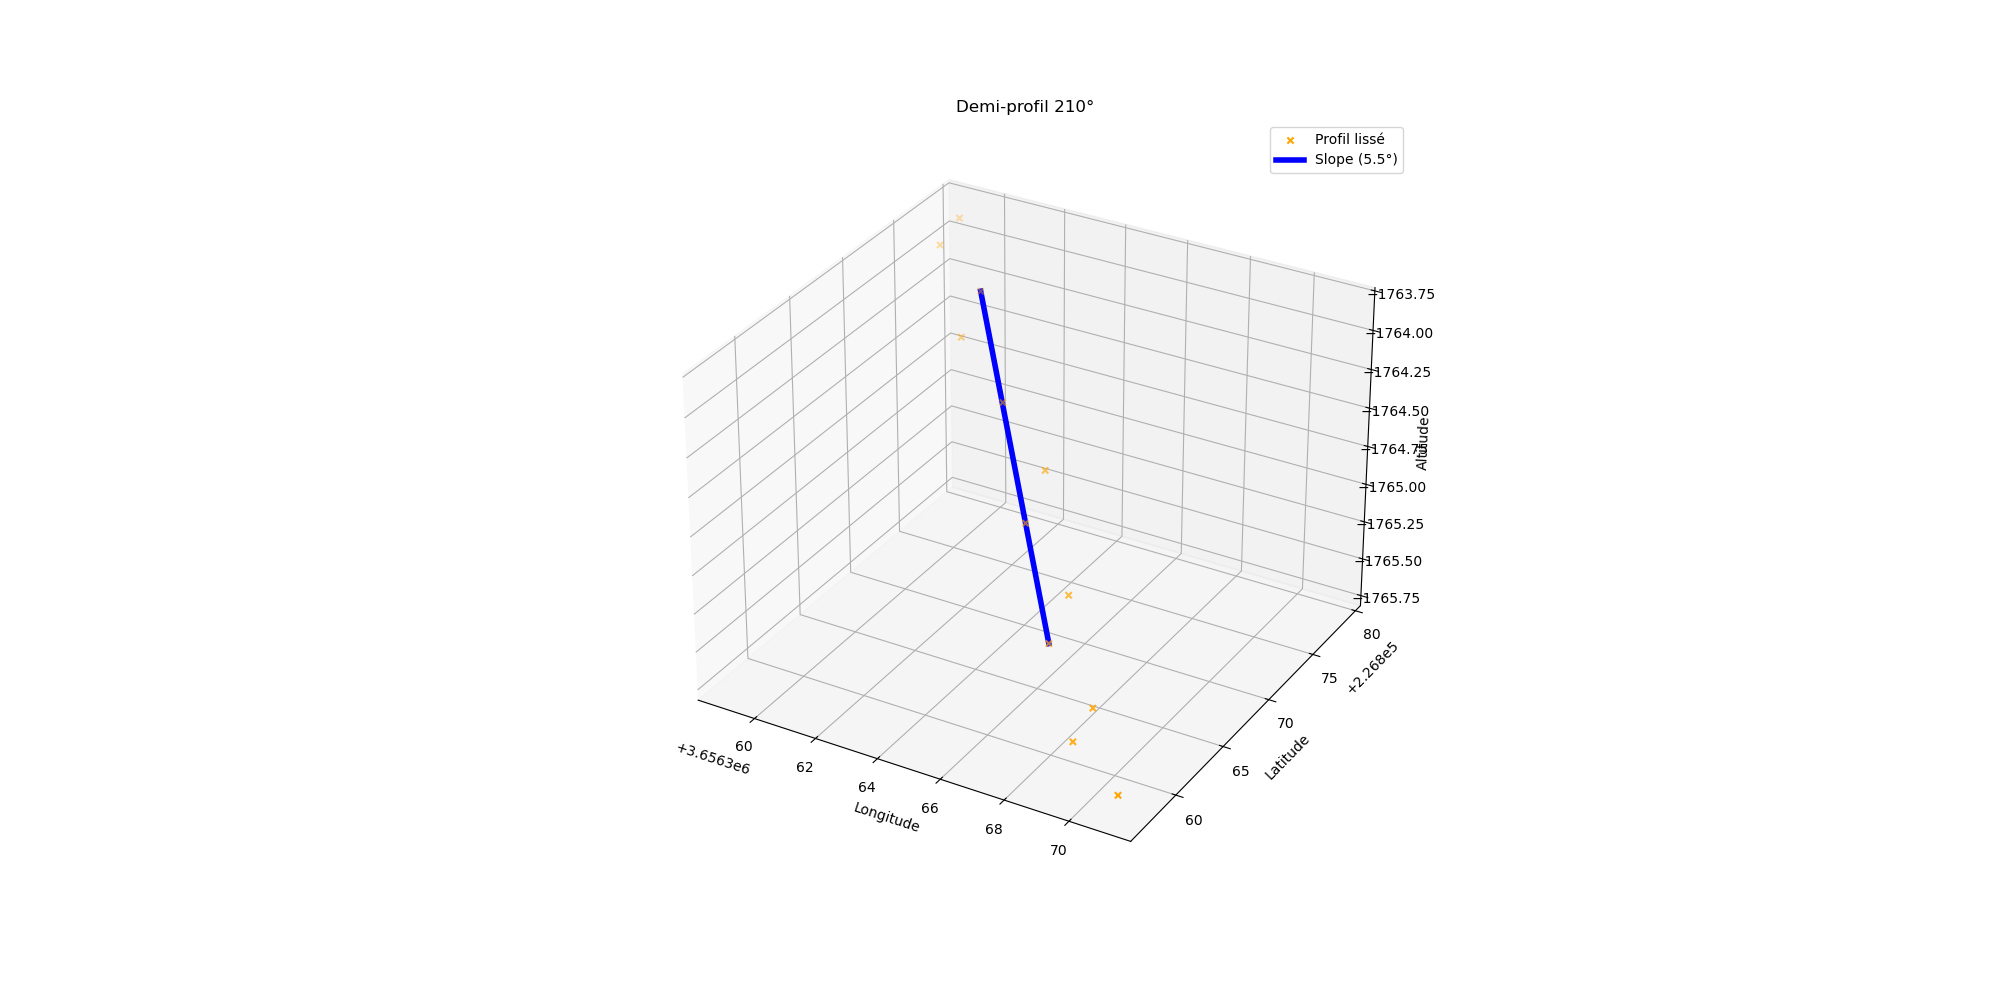 Demi-profil 210°
Profil lissé
Slope (5.5°)
1763.75
1764.00
1764.25
1764.50
1764.75
Altitude
1765.00
1765.25
1765.50
1765.75
80
75
70
65
60
+2.268e5
Latitude
60
62
64
66
68
70
+3.6563e6
Longitude